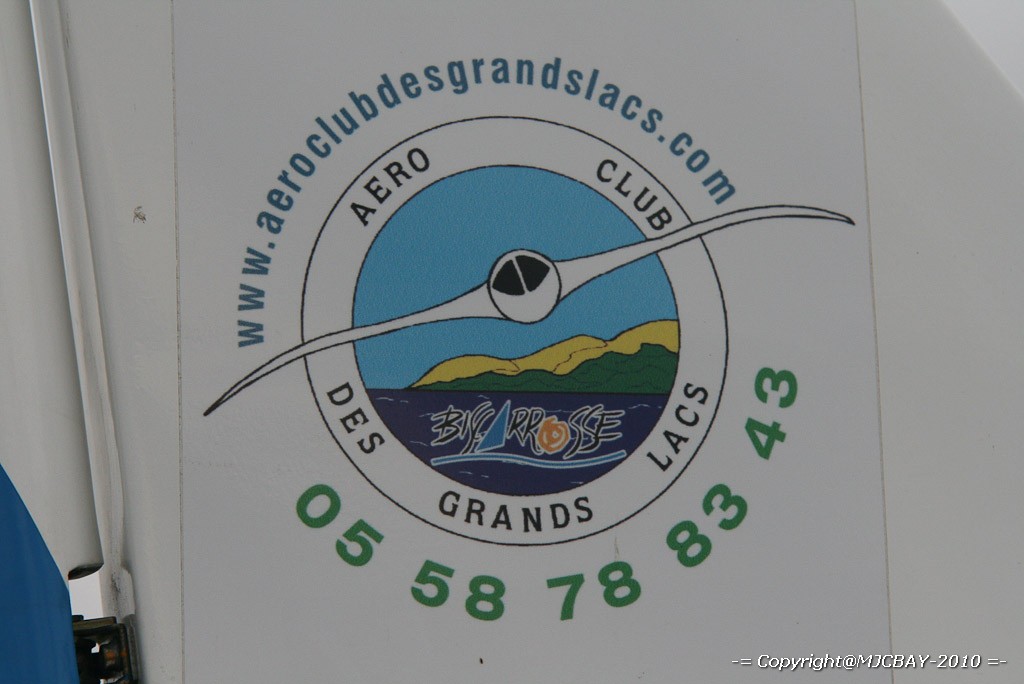 www.aeroclubdesgrandslacs.com
AERO CLUB
DES GRANDS LACS
BISCARROSSE
05 58 78 83 43
-= Copyright@MJCBAY-2010 =-